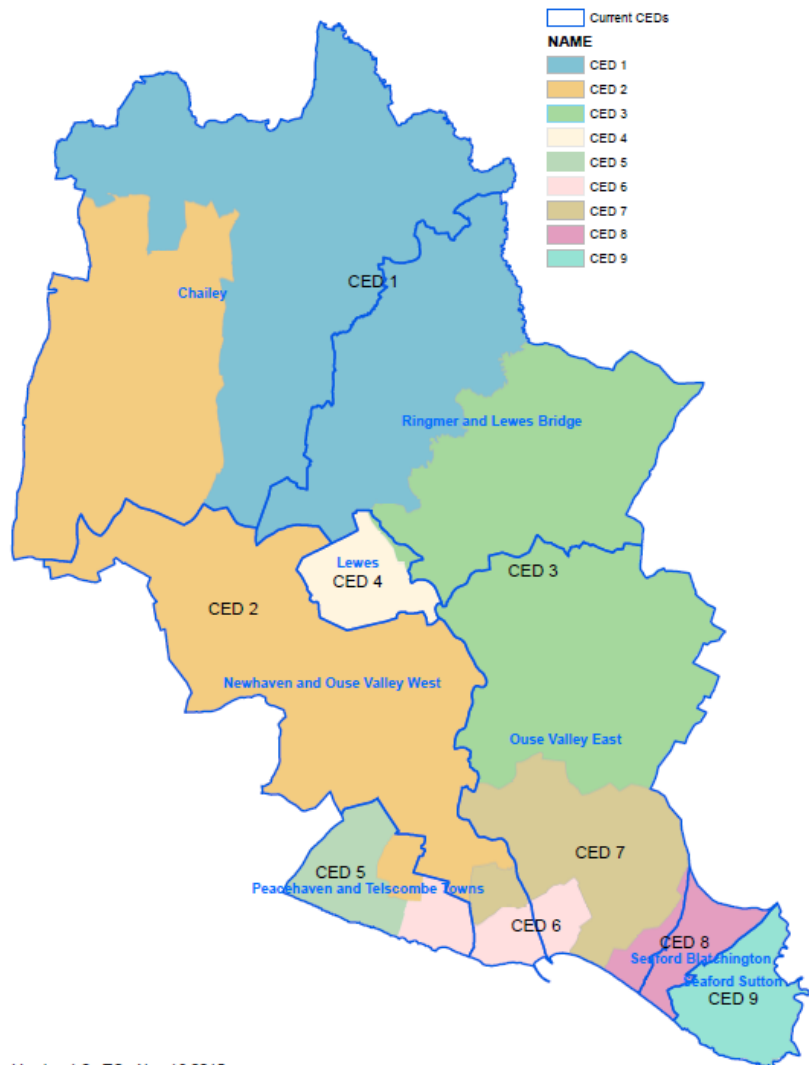 Current CEDs
NAME
CED 1
CED 2
CED 3
CED 4
CED 5
CED 6
CED 7
CED 8
CED 9
CED 1
Chailey
Ringmer and Lewes Bridge
Lewes
CED 4
CED 3
CED 2
Newhaven and Ouse Valley West
Ouse Valley East
CED 7
CED 5
Peacehaven and Telscombe Towns
CED 6
CED 8
Seaford Blatchington
Seaford Sutton
CED 9